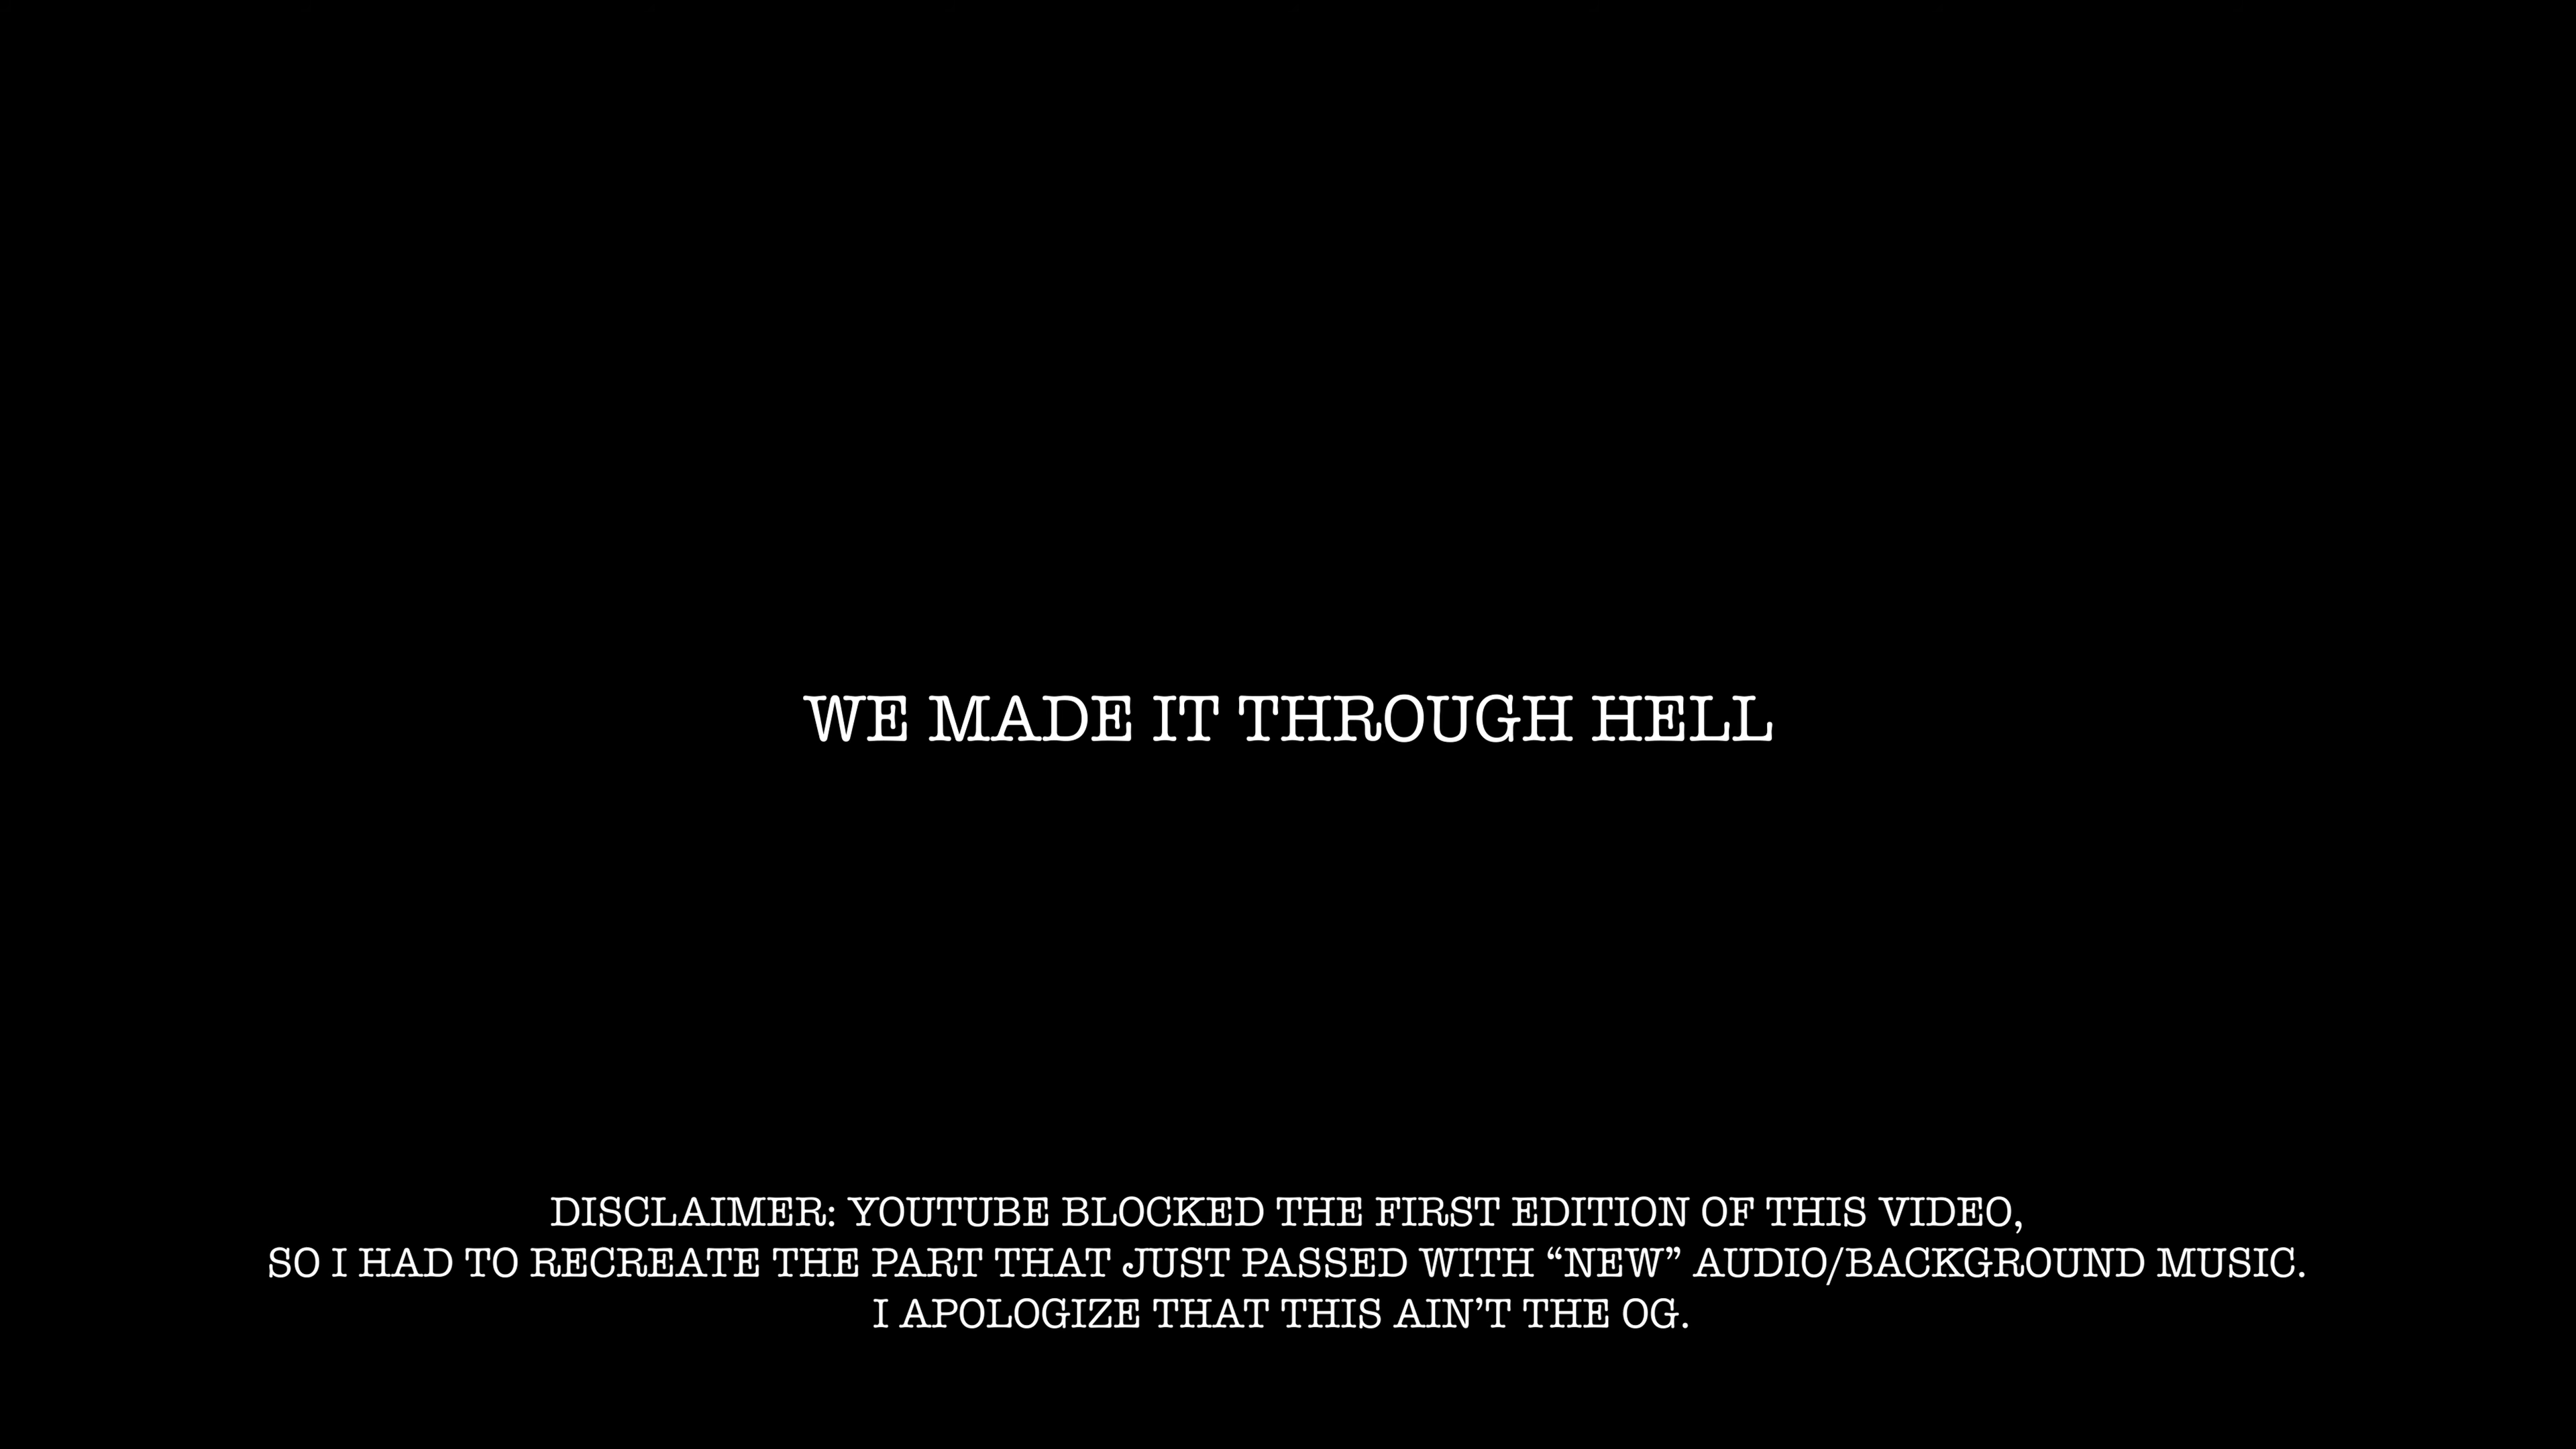 WE MADE IT THROUGH HELL
DISCLAIMER: YOUTUBE BLOCKED THE FIRST EDITION OF THIS VIDEO,
SO I HAD TO RECREATE THE PART THAT JUST PASSED WITH “NEW” AUDIO/BACKGROUND MUSIC.
I APOLOGIZE THAT THIS AIN’T THE OG.